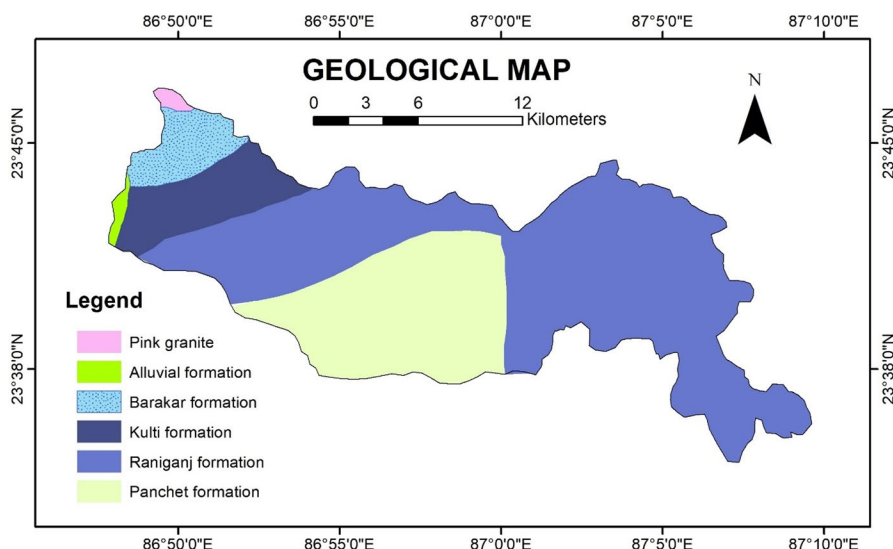 86°50'0"E 86°55'0"E 87°0'0"E 87°5'0"E 87°10'0"E
GEOLOGICAL MAP
0 3 6 12
Kilometers
N
23°45'0"N 23°45'0"N
Legend
Pink granite
Alluvial formation
Barakar formation
Kulti formation
Raniganj formation
Panchet formation
23°38'0"N 23°38'0"N
86°50'0"E 86°55'0"E 87°0'0"E 87°5'0"E 87°10'0"E